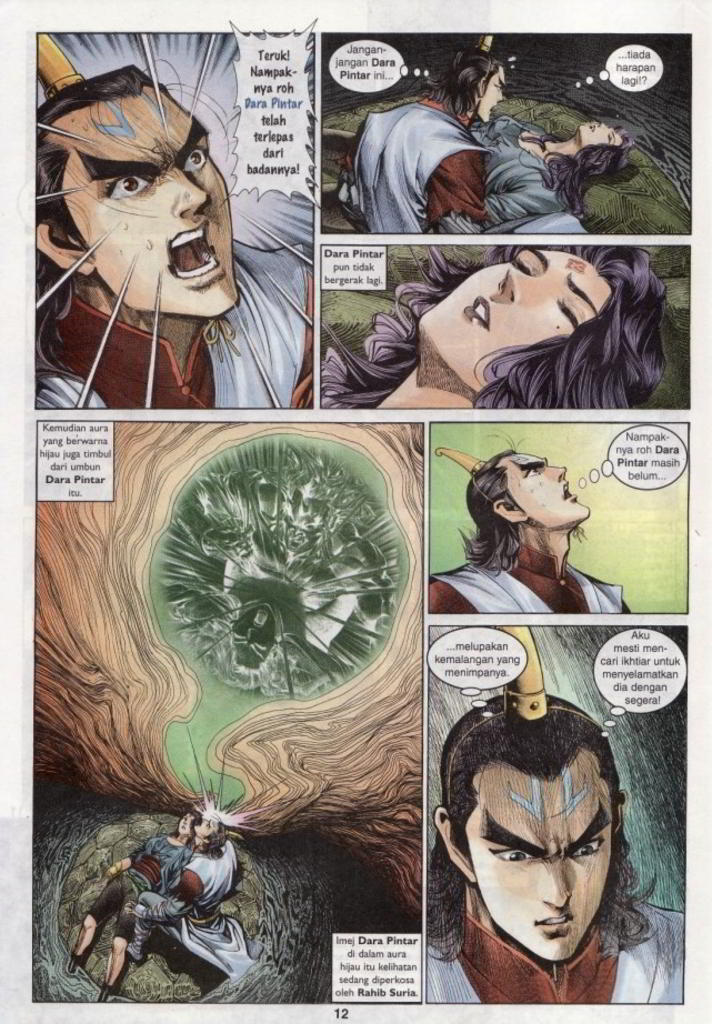 Teruk!
Nampak-
nya roh
Dara Pintar
telah
terlepas
dari
badannya!
Jangan-
jangan Dara
Pintar ini...
...tiada
harapan
lagi!?
Dara Pintar
pun tidak
bergerak lagi.
Kemudian aura
yang berwarna
hijau juga timbul
dari umbun
Dara Pintar
itu.
Imej Dara Pintar
di dalam aura
hijau itu kelihatan
sedang diperkosa
oleh Rahib Suria.
Nampak-
nya roh Dara
Pintar masih
belum...
...melupakan
kemalangan yang
menimpanya.
Aku
mesti men-
cari ikhtiar untuk
menyelamatkan
dia dengan
segera!
12